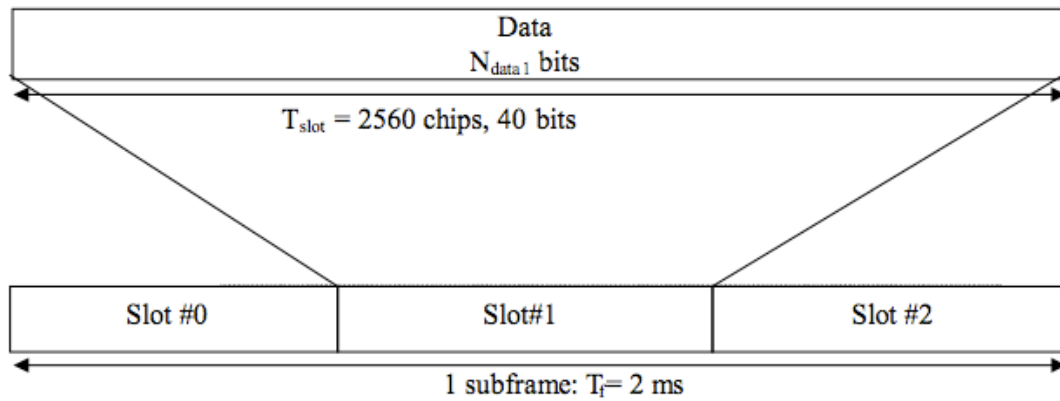 Data
N_data1 bits
T_slot = 2560 chips, 40 bits
Slot #0 Slot#1 Slot #2
1 subframe: T_f= 2 ms